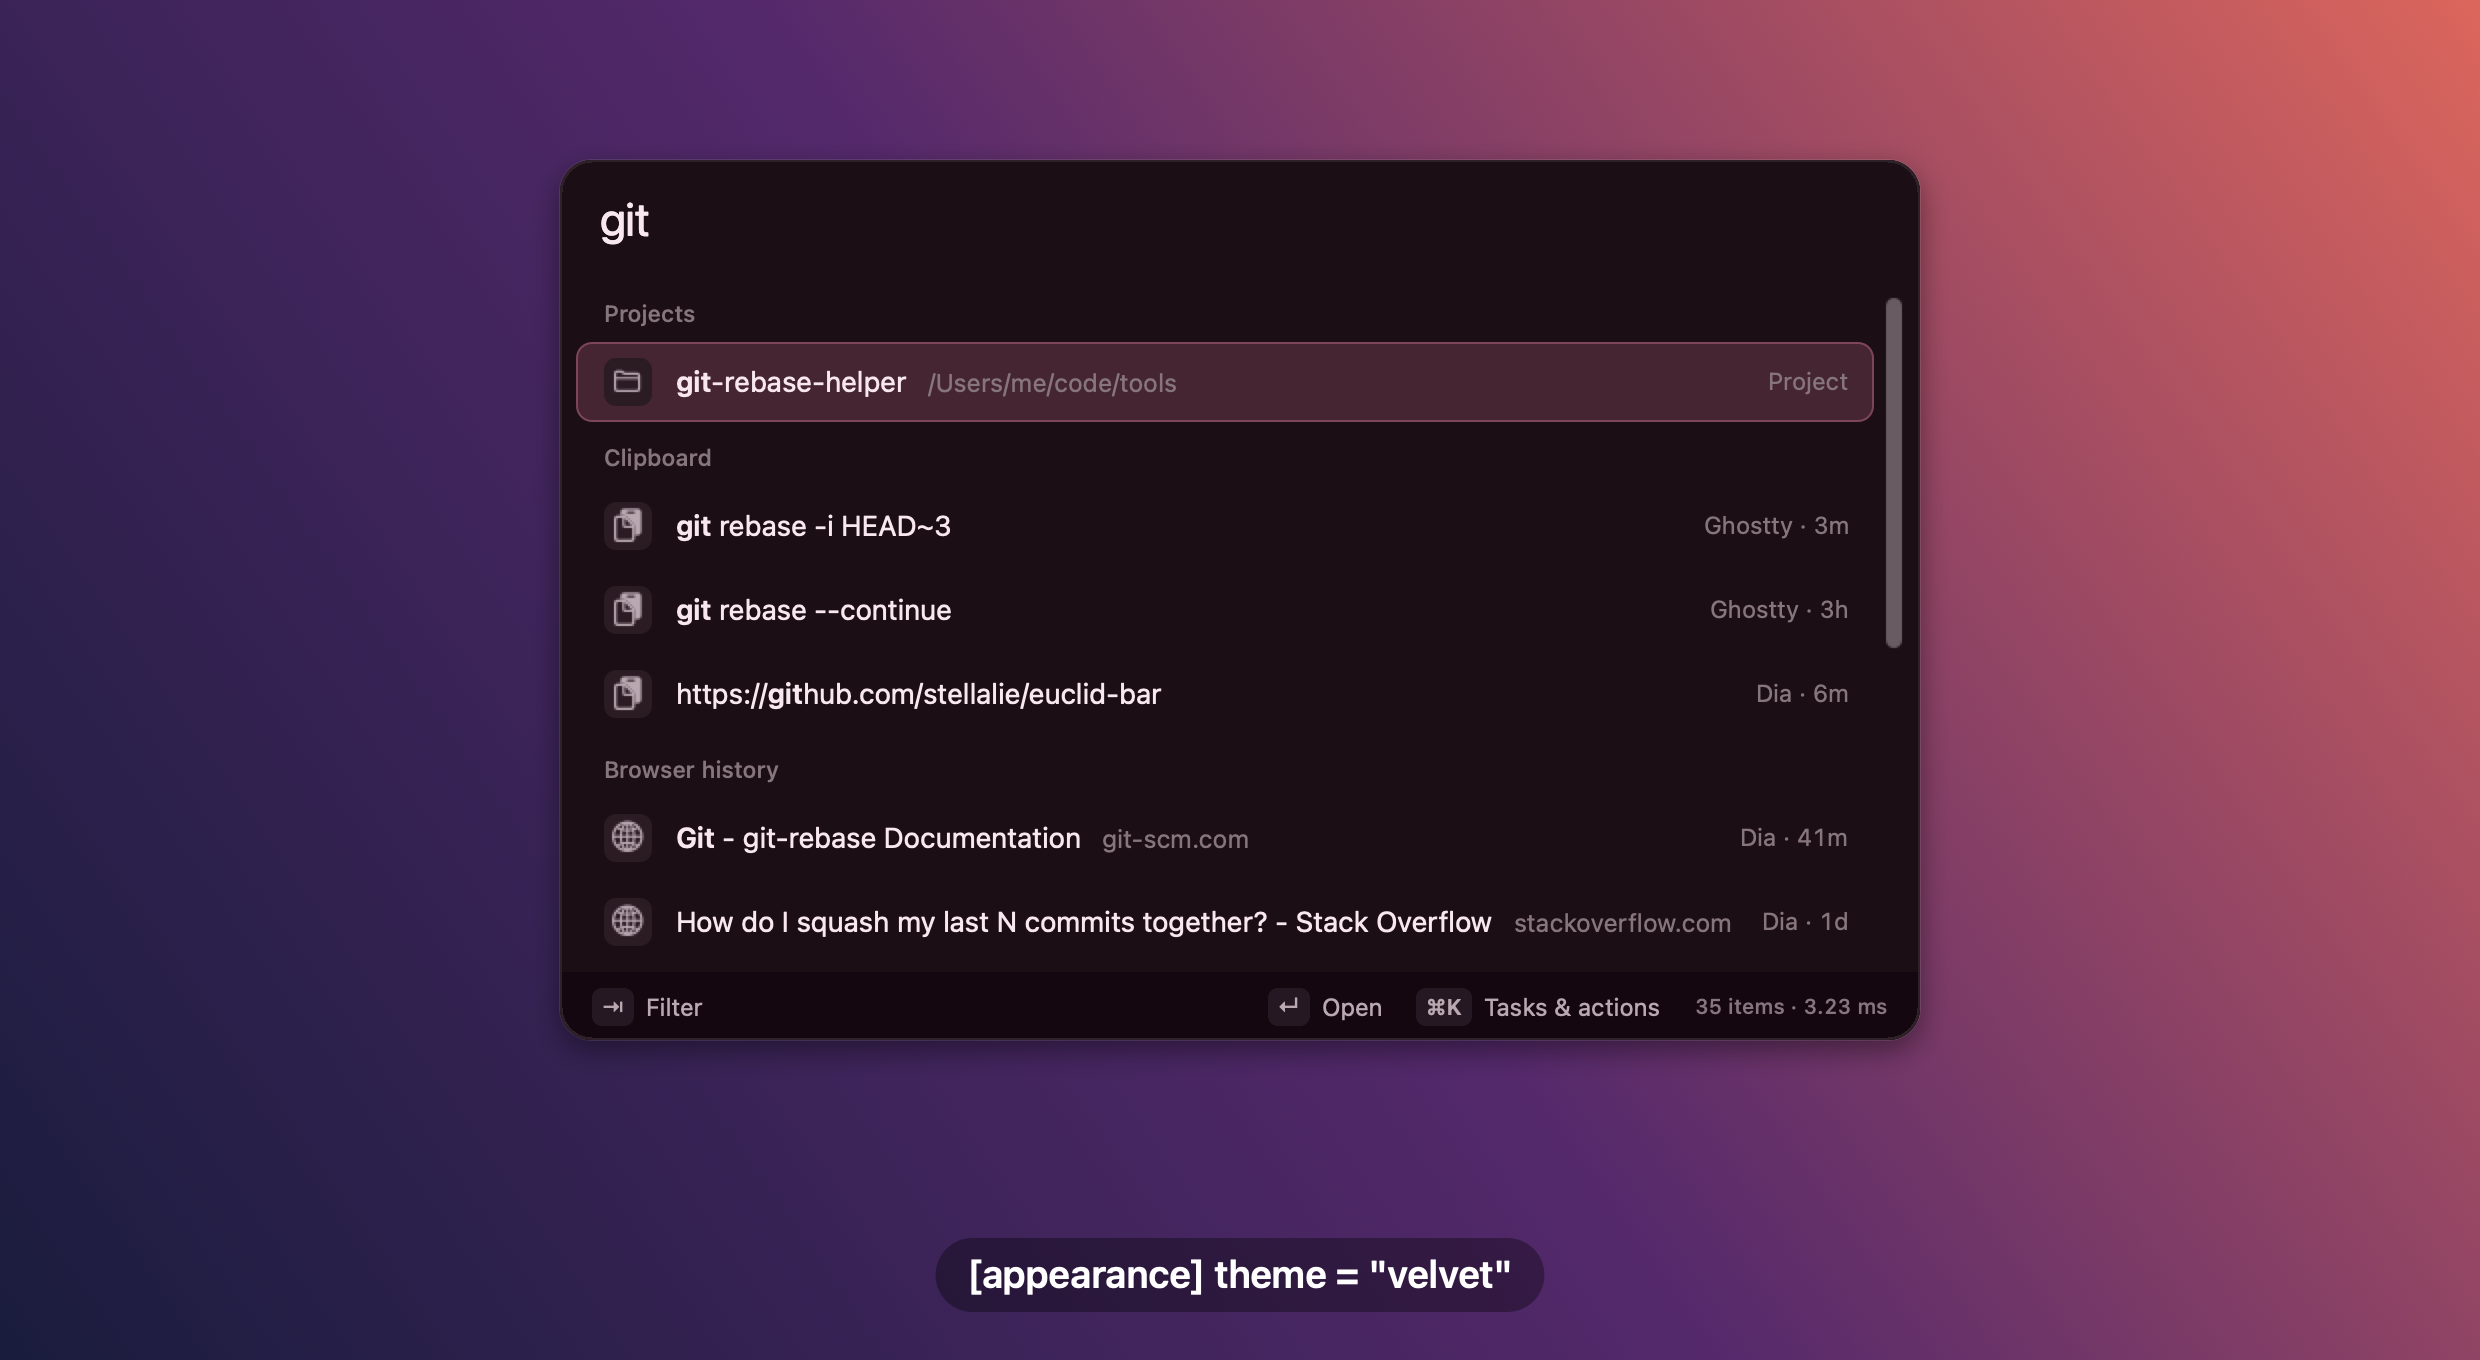 git
Projects
git-rebase-helper /Users/me/code/tools Project
Clipboard
git rebase -i HEAD~3 Ghostty · 3m
git rebase --continue Ghostty · 3h
https://github.com/stellalie/euclid-bar Dia · 6m
Browser history
Git - git-rebase Documentation git-scm.com Dia · 41m
How do I squash my last N commits together? - Stack Overflow stackoverflow.com Dia · 1d
⇥ Filter ↵ Open ⌘K Tasks & actions 35 items · 3.23 ms
[appearance] theme = "velvet"